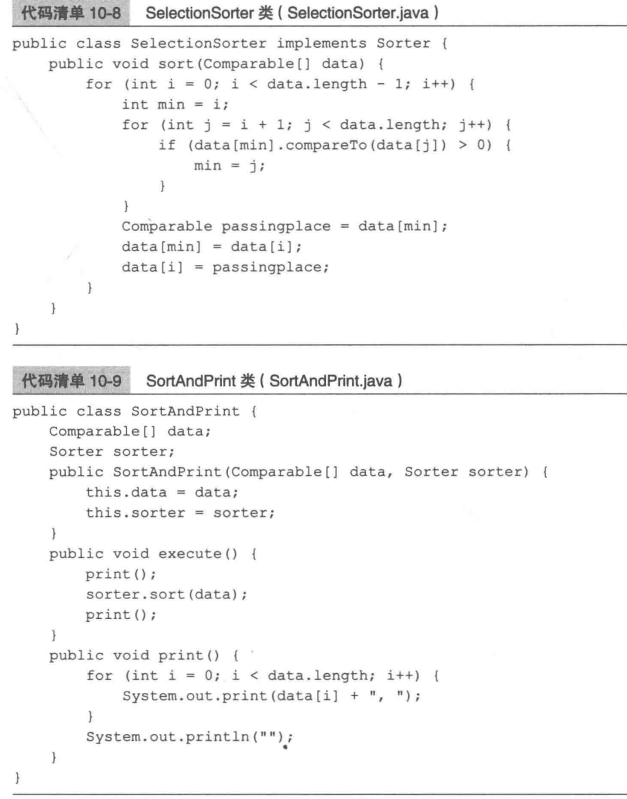 代码清单 10-8 SelectionSorter 类 ( SelectionSorter.java )
public class SelectionSorter implements Sorter {
    public void sort(Comparable[] data) {
        for (int i = 0; i < data.length - 1; i++) {
            int min = i;
            for (int j = i + 1; j < data.length; j++) {
                if (data[min].compareTo(data[j]) > 0) {
                    min = j;
                }
            }
            Comparable passingplace = data[min];
            data[min] = data[i];
            data[i] = passingplace;
        }
    }
}
代码清单 10-9 SortAndPrint 类 ( SortAndPrint.java )
public class SortAndPrint {
    Comparable[] data;
    Sorter sorter;
    public SortAndPrint(Comparable[] data, Sorter sorter) {
        this.data = data;
        this.sorter = sorter;
    }
    public void execute() {
        print();
        sorter.sort(data);
        print();
    }
    public void print() {
        for (int i = 0; i < data.length; i++) {
            System.out.print(data[i] + ", ");
        }
        System.out.println("");
    }
}